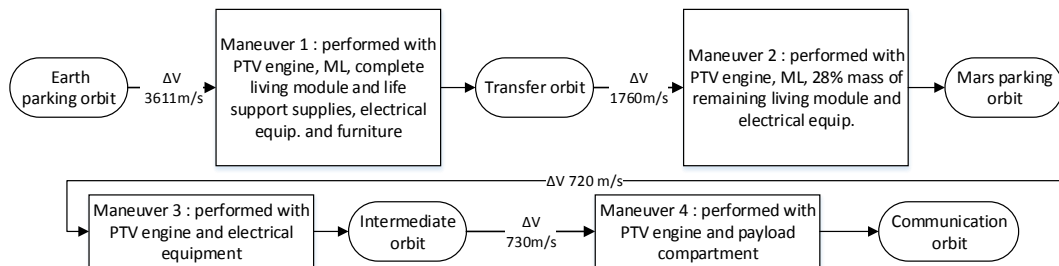 Earth
parking orbit
ΔV
3611m/s
Maneuver 1 : performed with
PTV engine, ML, complete
living module and life
support supplies, electrical
equip. and furniture
Transfer orbit
ΔV
1760m/s
Maneuver 2 : performed with
PTV engine, ML, 28% mass of
remaining living module and
electrical equip.
Mars parking
orbit
ΔV 720 m/s
Maneuver 3 : performed with
PTV engine and electrical
equipment
Intermediate
orbit
ΔV
730m/s
Maneuver 4 : performed with
PTV engine and payload
compartment
Communication
orbit